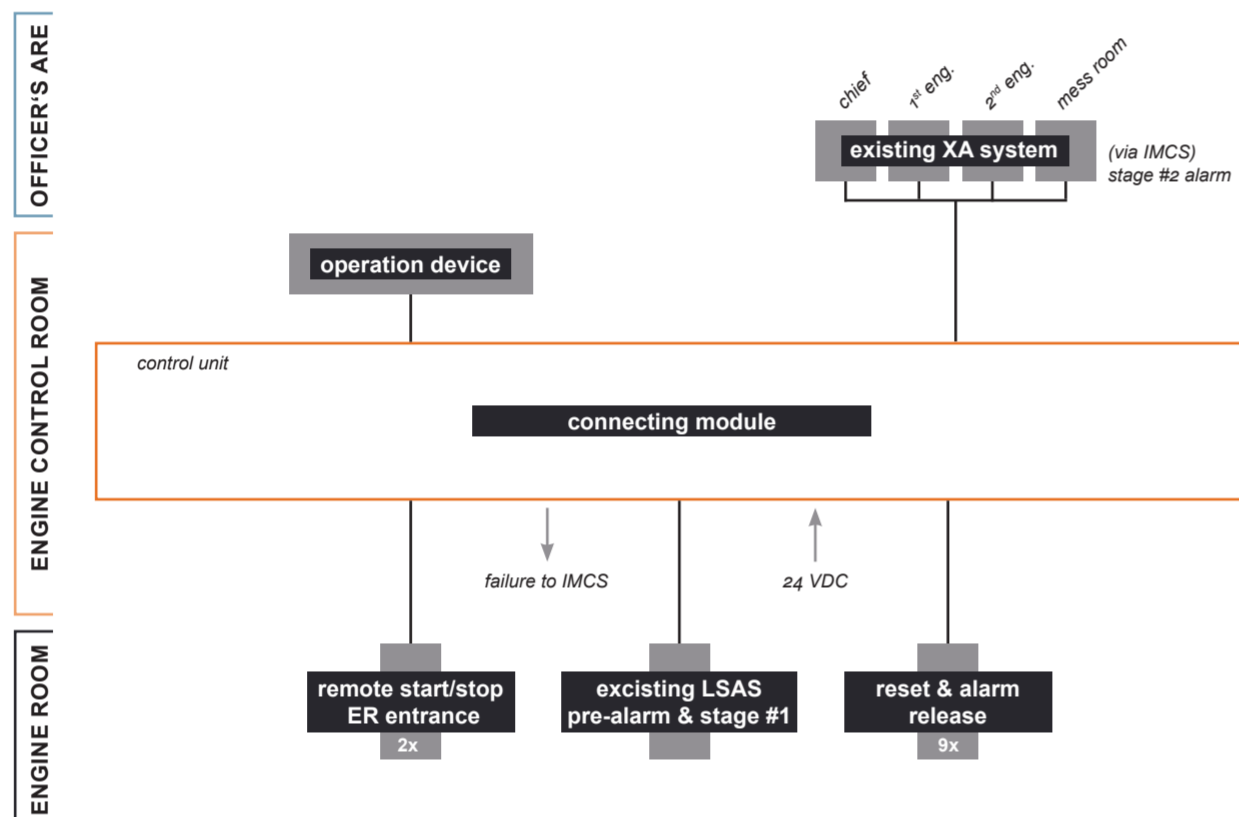 OFFICER'S ARE
chief
1st eng.
2nd eng.
mess room
existing XA system
(via IMCS)
stage #2 alarm
ENGINE CONTROL ROOM
operation device
control unit
connecting module
failure to IMCS
24 VDC
ENGINE ROOM
remote start/stop
ER entrance
2x
excisting LSAS
pre-alarm & stage #1
reset & alarm
release
9x